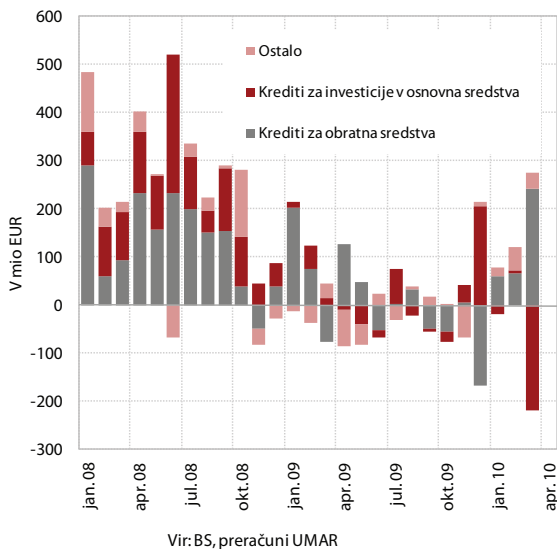 600
500
400
300
200
100
0
-100
-200
-300
V mio EUR
Ostalo
Krediti za investicije v osnovna sredstva
Krediti za obratna sredstva
jan. 08
apr. 08
jul. 08
okt. 08
jan. 09
apr. 09
jul. 09
okt. 09
jan. 10
apr. 10
Vir: BS, preračuni UMAR